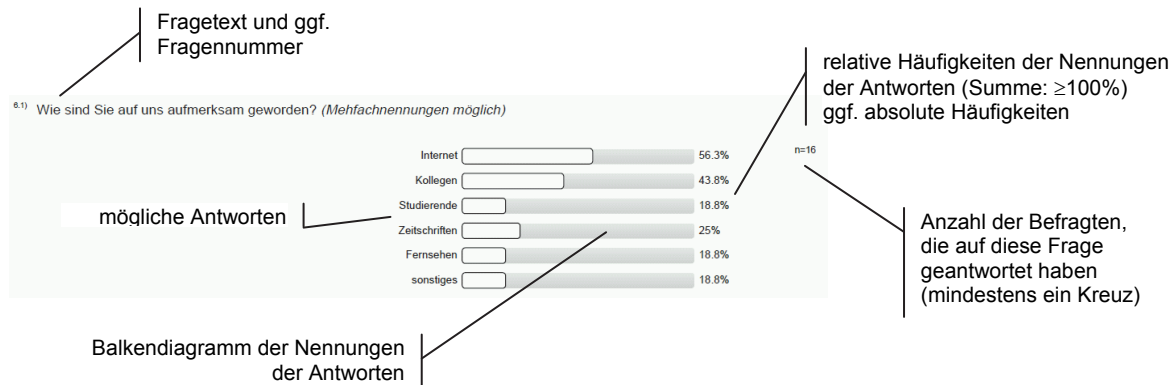 Fragetext und ggf.
Fragennummer
relative Häufigkeiten der Nennungen
der Antworten (Summe: ≥100%)
ggf. absolute Häufigkeiten
6.1) Wie sind Sie auf uns aufmerksam geworden? (Mehfachnennungen möglich)
n=16
Internet 56.3%
Kollegen 43.8%
Studierende 18.8%
Zeitschriften 25%
Fernsehen 18.8%
sonstiges 18.8%
mögliche Antworten
Anzahl der Befragten,
die auf diese Frage
geantwortet haben
(mindestens ein Kreuz)
Balkendiagramm der Nennungen
der Antworten